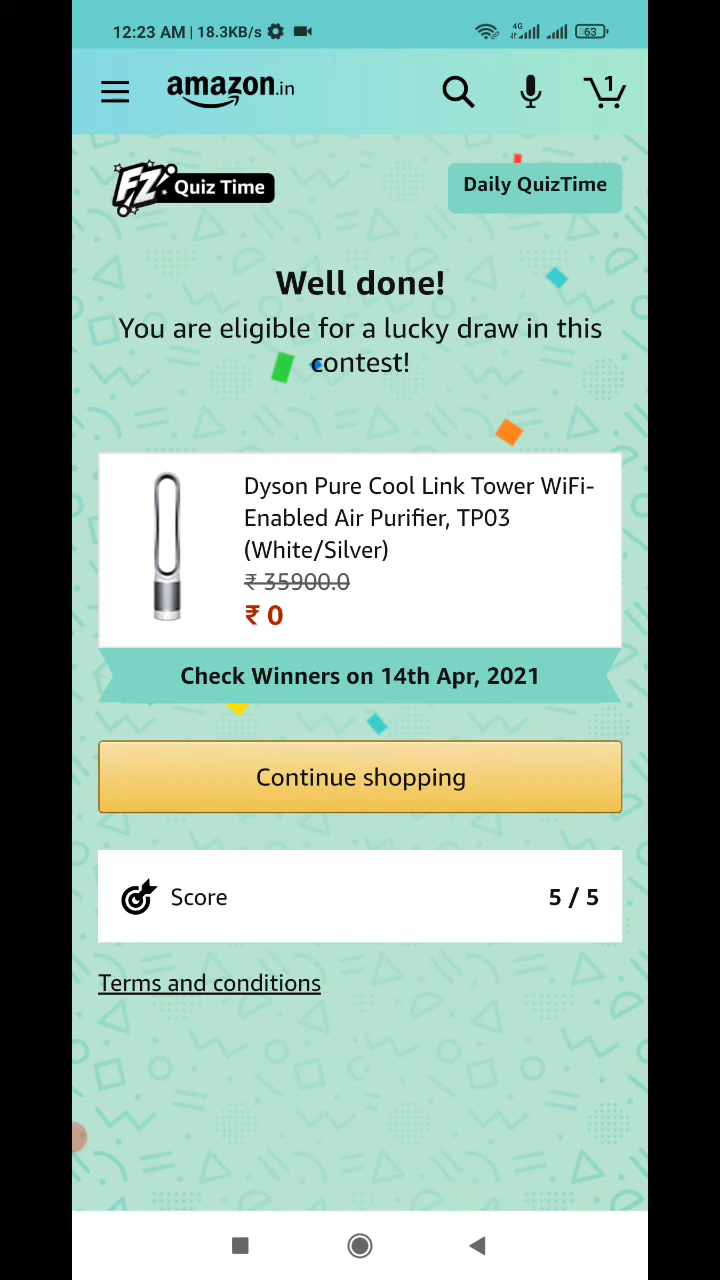 12:23 AM | 18.3KB/s 4G 63
amazon.in 1
FZ Quiz Time Daily QuizTime
Well done!
You are eligible for a lucky draw in this
contest!
Dyson Pure Cool Link Tower WiFi-
Enabled Air Purifier, TP03
(White/Silver)
₹ 35900.0
₹ 0
Check Winners on 14th Apr, 2021
Continue shopping
Score 5 / 5
Terms and conditions